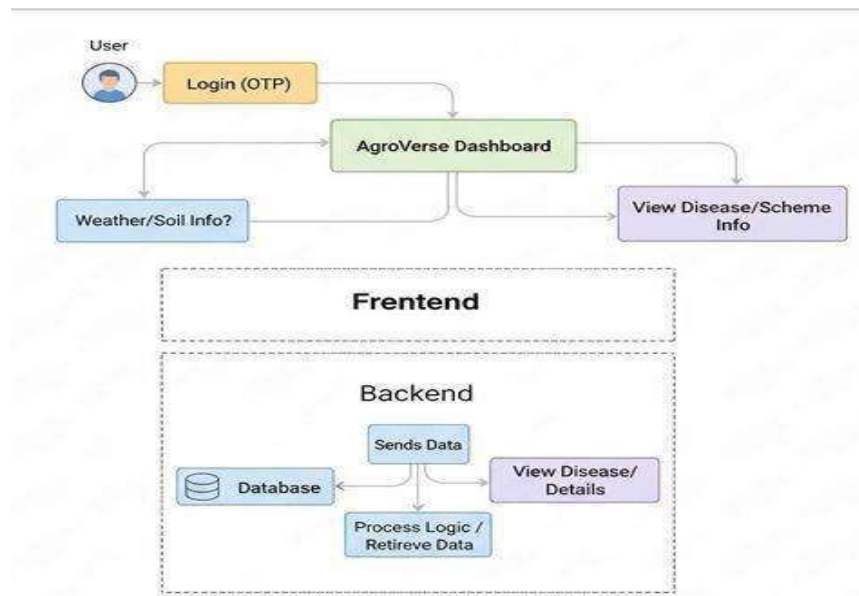 User
Login (OTP)
AgroVerse Dashboard
Weather/Soil Info?
View Disease/Scheme
Info
Frentend
Backend
Sends Data
Database
View Disease/
Details
Process Logic /
Retireve Data